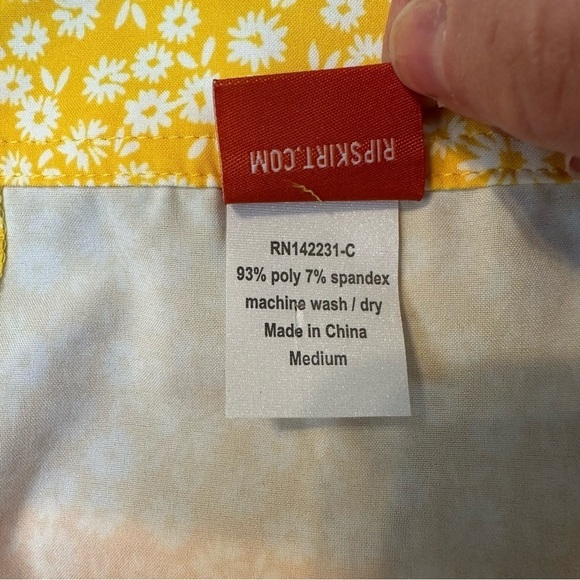 RIPSKIRT.COM
RN142231-C
93% poly 7% spandex
machine wash / dry
Made in China
Medium